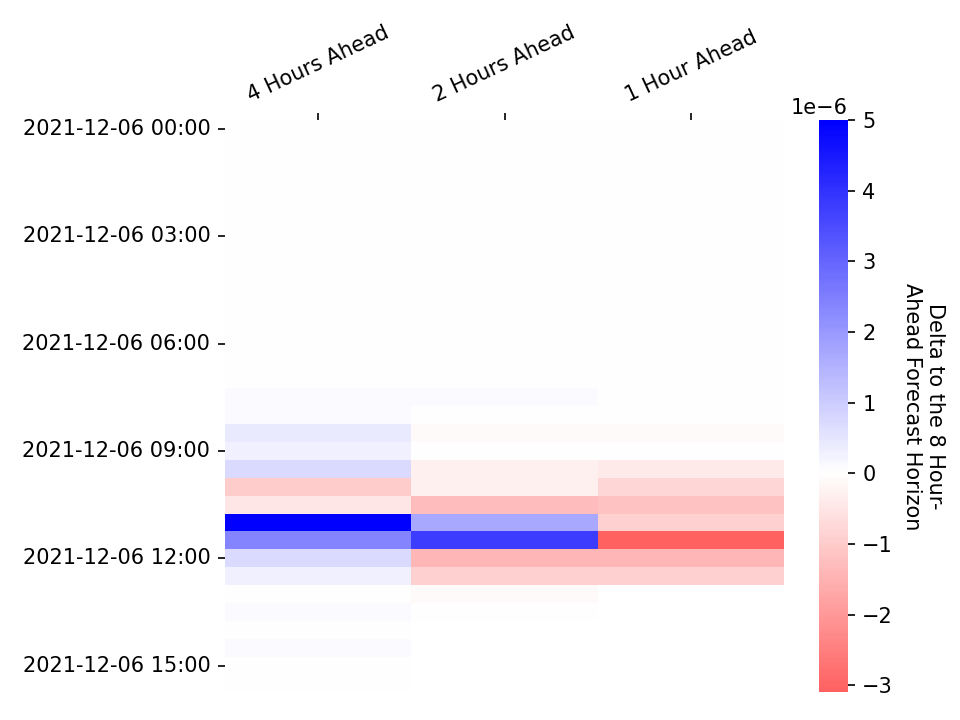 4 Hours Ahead
2 Hours Ahead
1 Hour Ahead
1e−6
2021-12-06 00:00
2021-12-06 03:00
2021-12-06 06:00
2021-12-06 09:00
2021-12-06 12:00
2021-12-06 15:00
5
4
3
2
1
0
−1
−2
−3
Delta to the 8 Hour-
Ahead Forecast Horizon